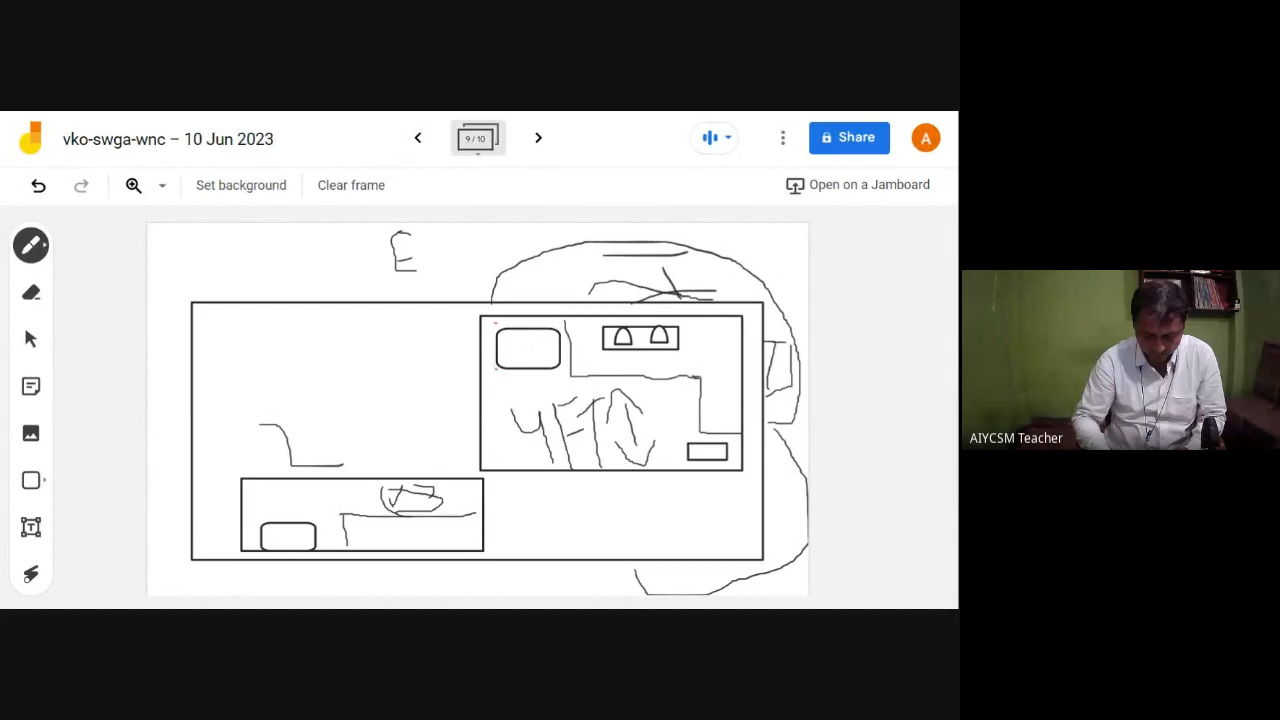 vko-swga-wnc – 10 Jun 2023
9 / 10
Share
A
Set background
Clear frame
Open on a Jamboard
E
AIYCSM Teacher